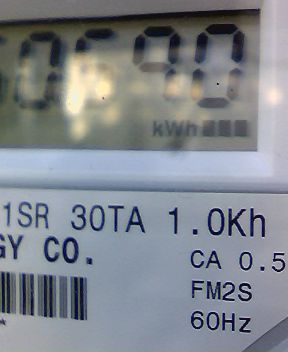 0690
kWh
1SR 30TA 1.0Kh
GY CO.
CA 0.5
FM2S
60Hz